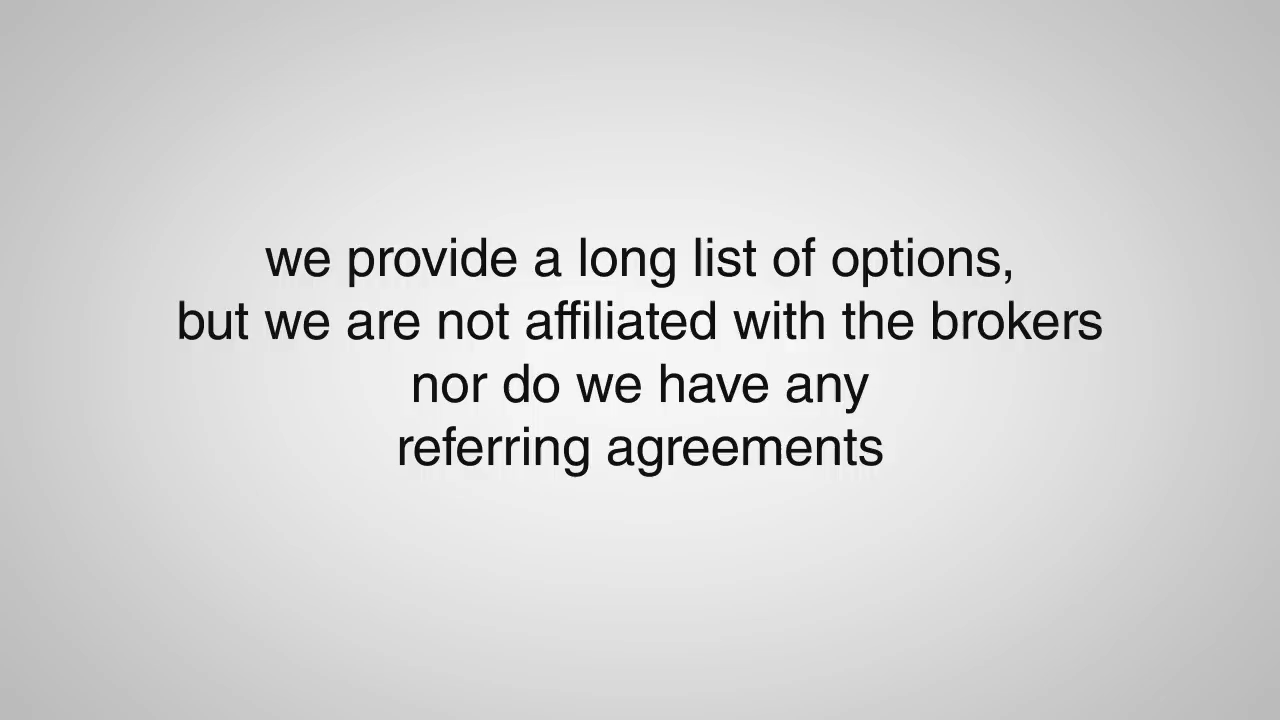 we provide a long list of options,
but we are not affiliated with the brokers
nor do we have any
referring agreements